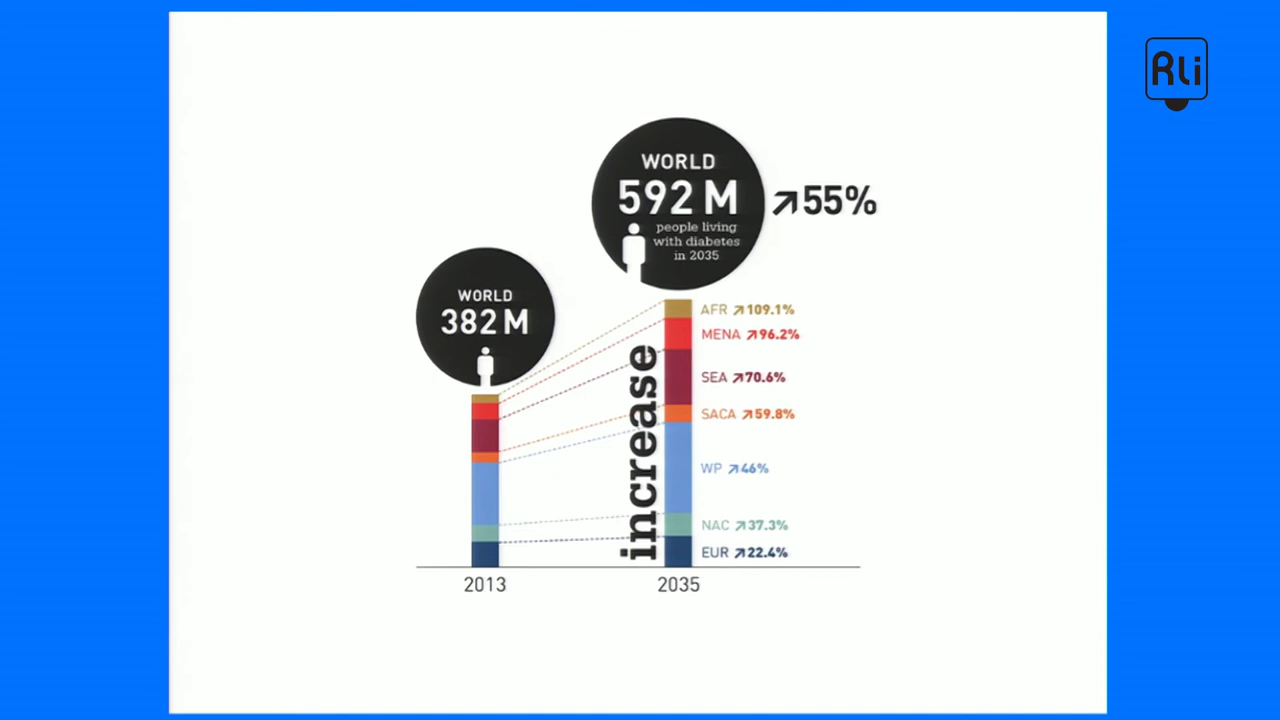 RLi
WORLD
592 M
people living
with diabetes
in 2035
↗55%
WORLD
382 M
increase
AFR ↗109.1%
MENA ↗96.2%
SEA ↗70.6%
SACA ↗59.8%
WP ↗46%
NAC ↗37.3%
EUR ↗22.4%
2013
2035